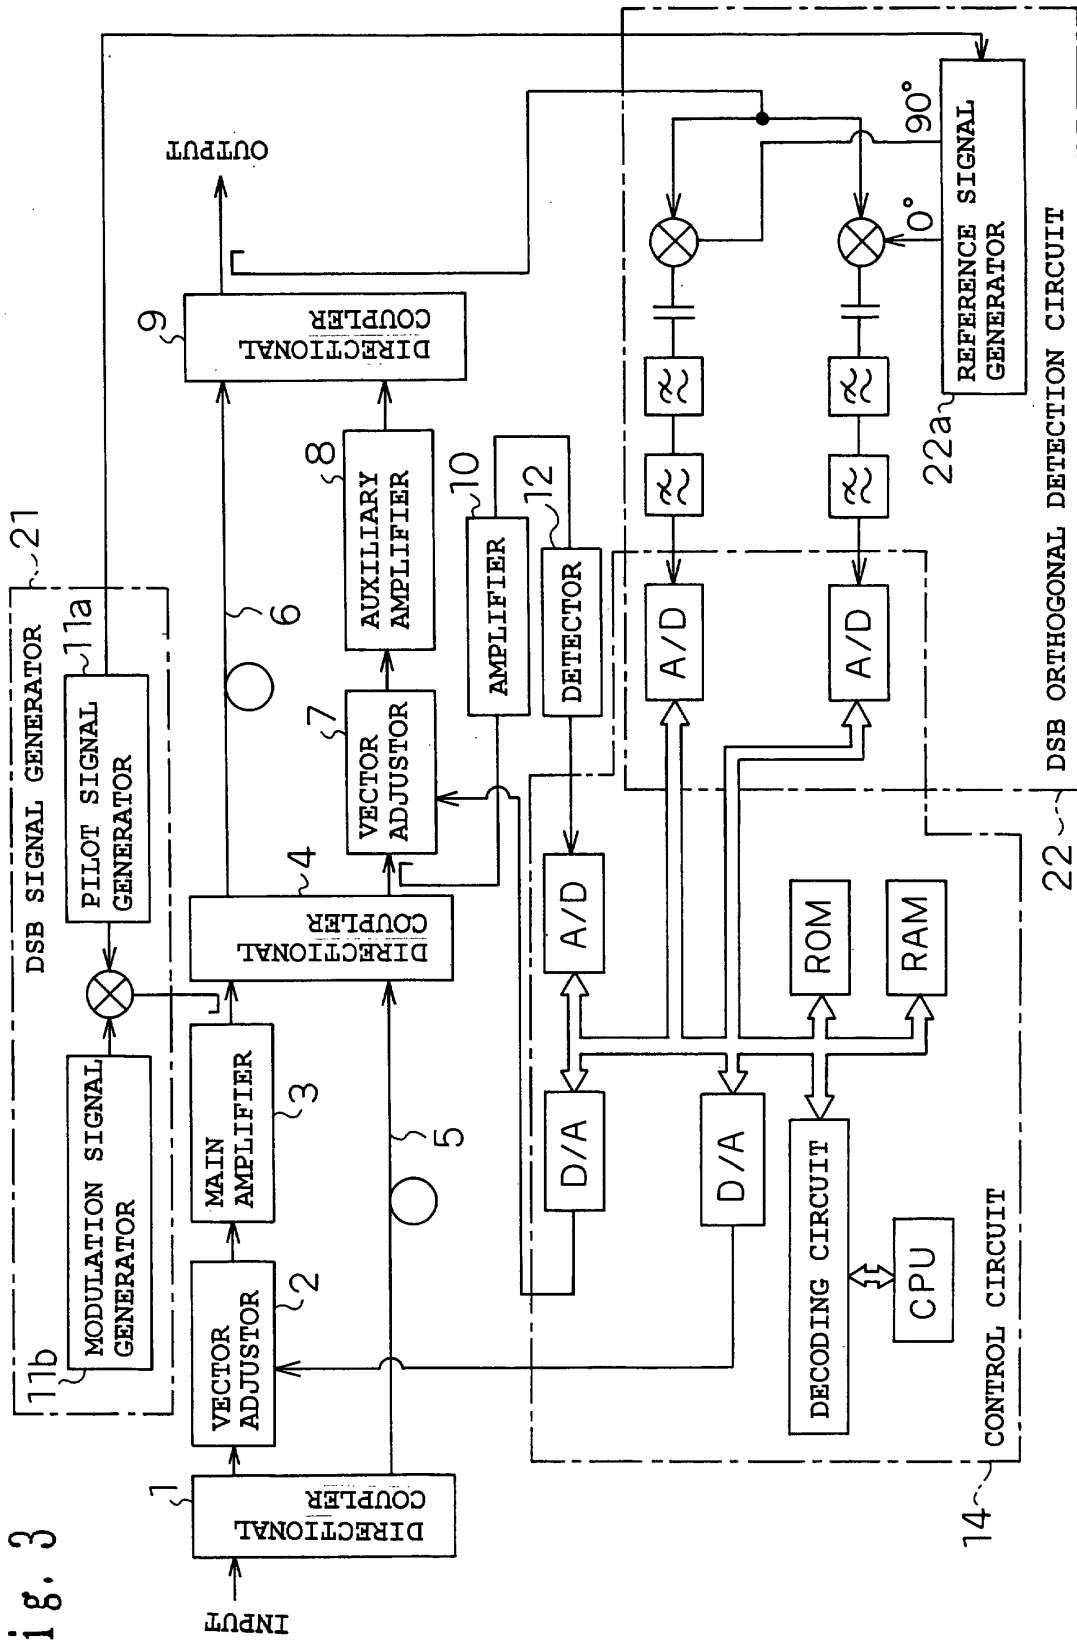 ig. 3
INPUT
DIRECTIONAL
COUPLER
1
VECTOR
ADJUSTOR
2
MAIN
AMPLIFIER
3
DIRECTIONAL
COUPLER
4
5
6
VECTOR
ADJUSTOR
7
AUXILIARY
AMPLIFIER
8
DIRECTIONAL
COUPLER
9
OUTPUT
DSB SIGNAL GENERATOR
21
MODULATION SIGNAL
GENERATOR
11b
PILOT SIGNAL
GENERATOR
11a
AMPLIFIER
10
DETECTOR
12
A/D
D/A
D/A
DECODING CIRCUIT
CPU
ROM
RAM
CONTROL CIRCUIT
14
A/D
A/D
0°
90°
REFERENCE SIGNAL
GENERATOR
22a
DSB ORTHOGONAL DETECTION CIRCUIT
22